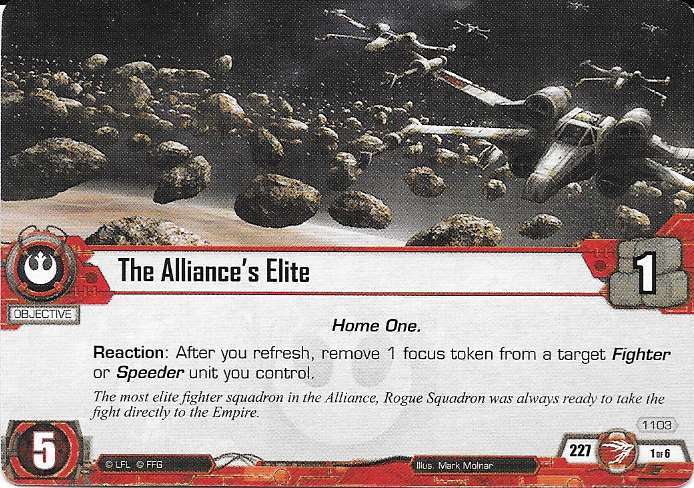 The Alliance's Elite
1
OBJECTIVE
Home One.
Reaction: After you refresh, remove 1 focus token from a target Fighter
or Speeder unit you control.
The most elite fighter squadron in the Alliance, Rogue Squadron was always ready to take the
fight directly to the Empire.
5
© LFL © FFG
Illus. Mark Molnar
1103
227
1 OF 6